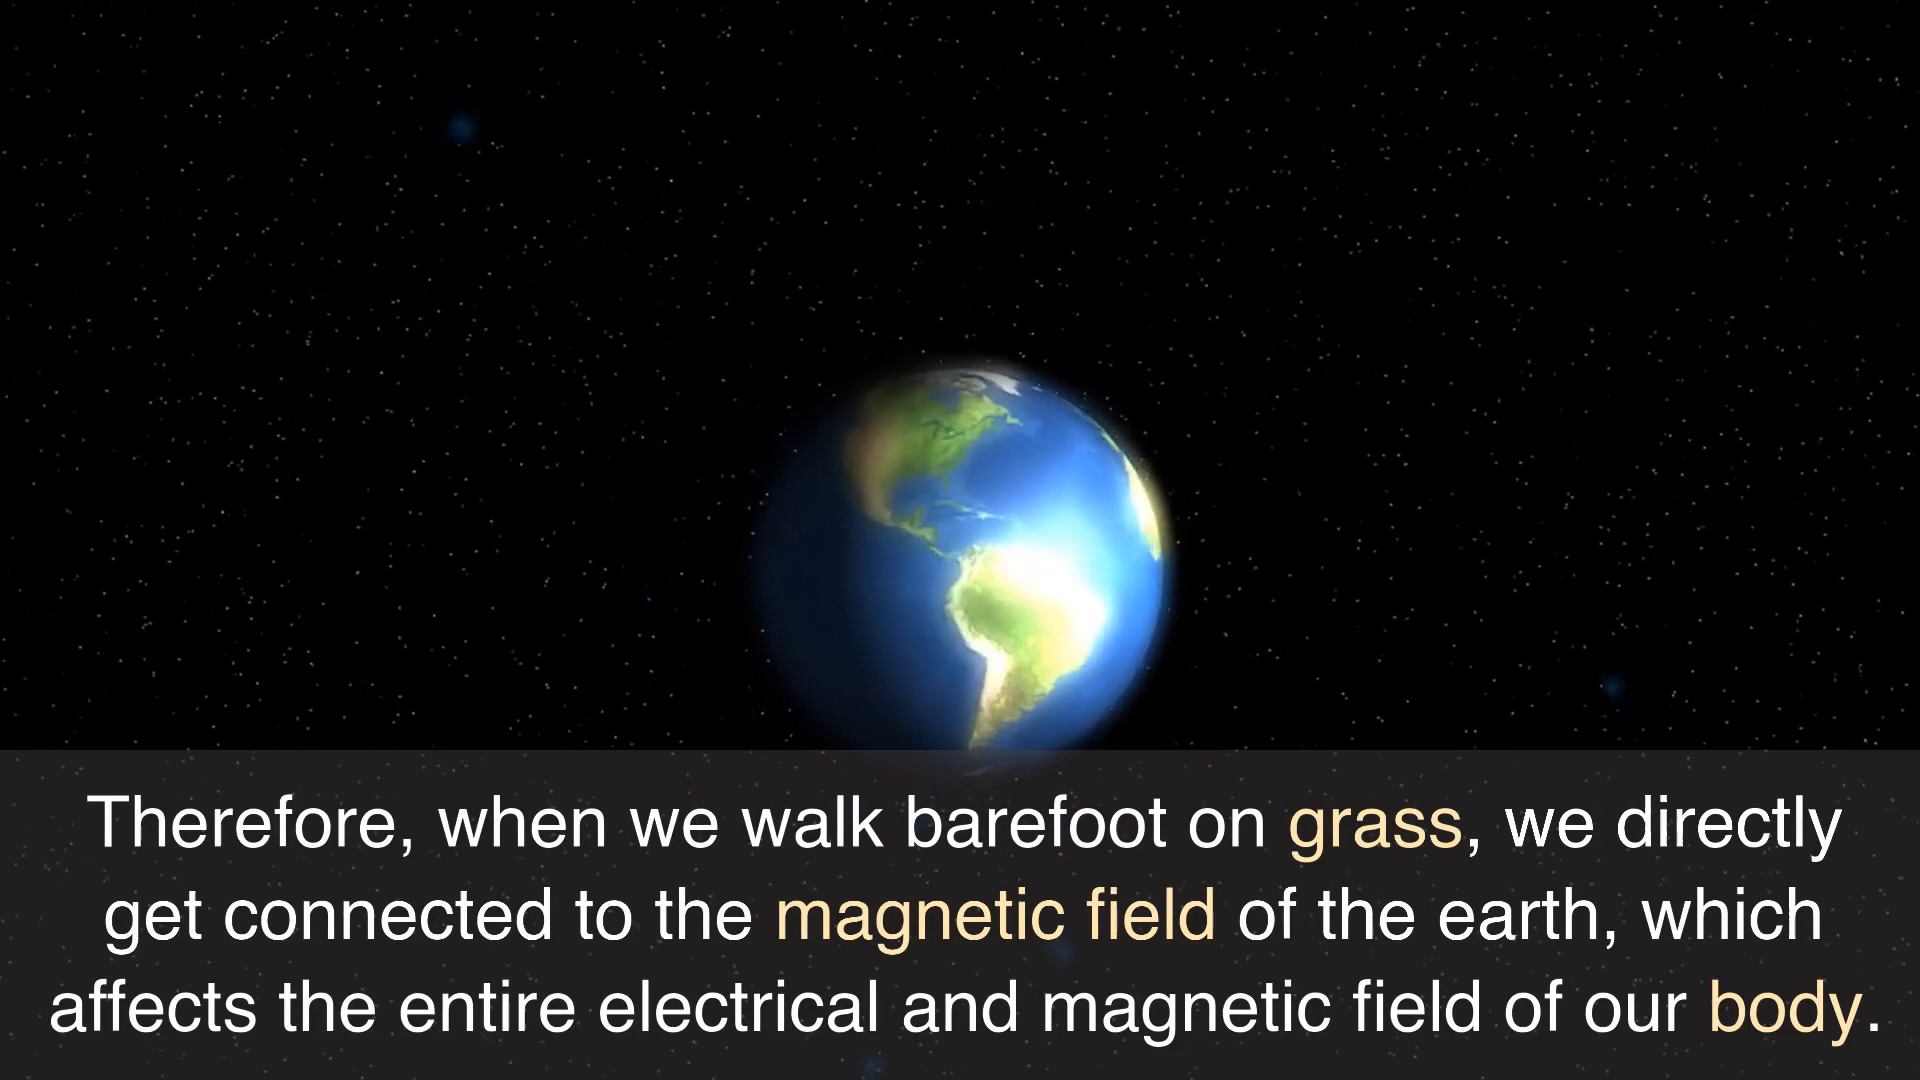 Therefore, when we walk barefoot on grass, we directly
get connected to the magnetic field of the earth, which
affects the entire electrical and magnetic field of our body.